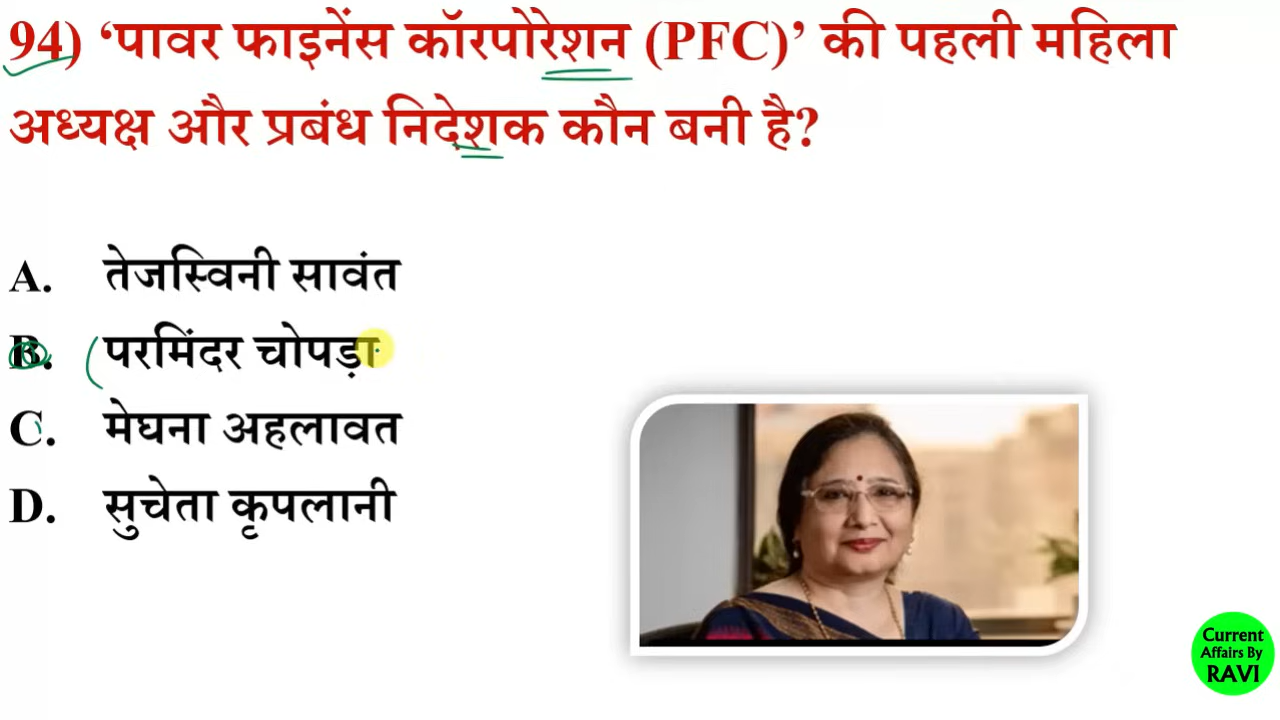 94) ‘पावर फाइनेंस कॉरपोरेशन (PFC)’ की पहली महिला
अध्यक्ष और प्रबंध निदेशक कौन बनी है?
A. तेजस्विनी सावंत
B. परमिंदर चोपड़ा
C. मेघना अहलावत
D. सुचेता कृपलानी
Current
Affairs By
RAVI